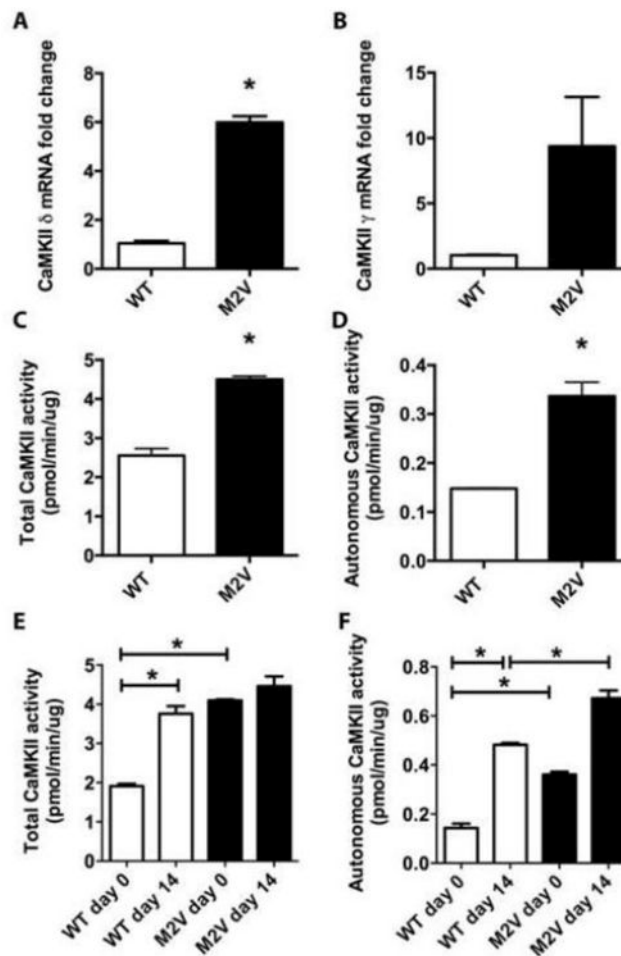 A
CaMKII δ mRNA fold change
8
6
4
2
0
*
WT
M2V
B
CaMKII γ mRNA fold change
15
10
5
0
WT
M2V
C
Total CaMKII activity
(pmol/min/ug)
5
4
3
2
1
0
*
WT
M2V
D
Autonomous CaMKII activity
(pmol/min/ug)
0.4
0.3
0.2
0.1
0.0
*
WT
M2V
E
Total CaMKII activity
(pmol/min/ug)
5
4
3
2
1
0
*
*
WT day 0
WT day 14
M2V day 0
M2V day 14
F
Autonomous CaMKII activity
(pmol/min/ug)
0.8
0.6
0.4
0.2
0.0
*
*
*
WT day 0
WT day 14
M2V day 0
M2V day 14